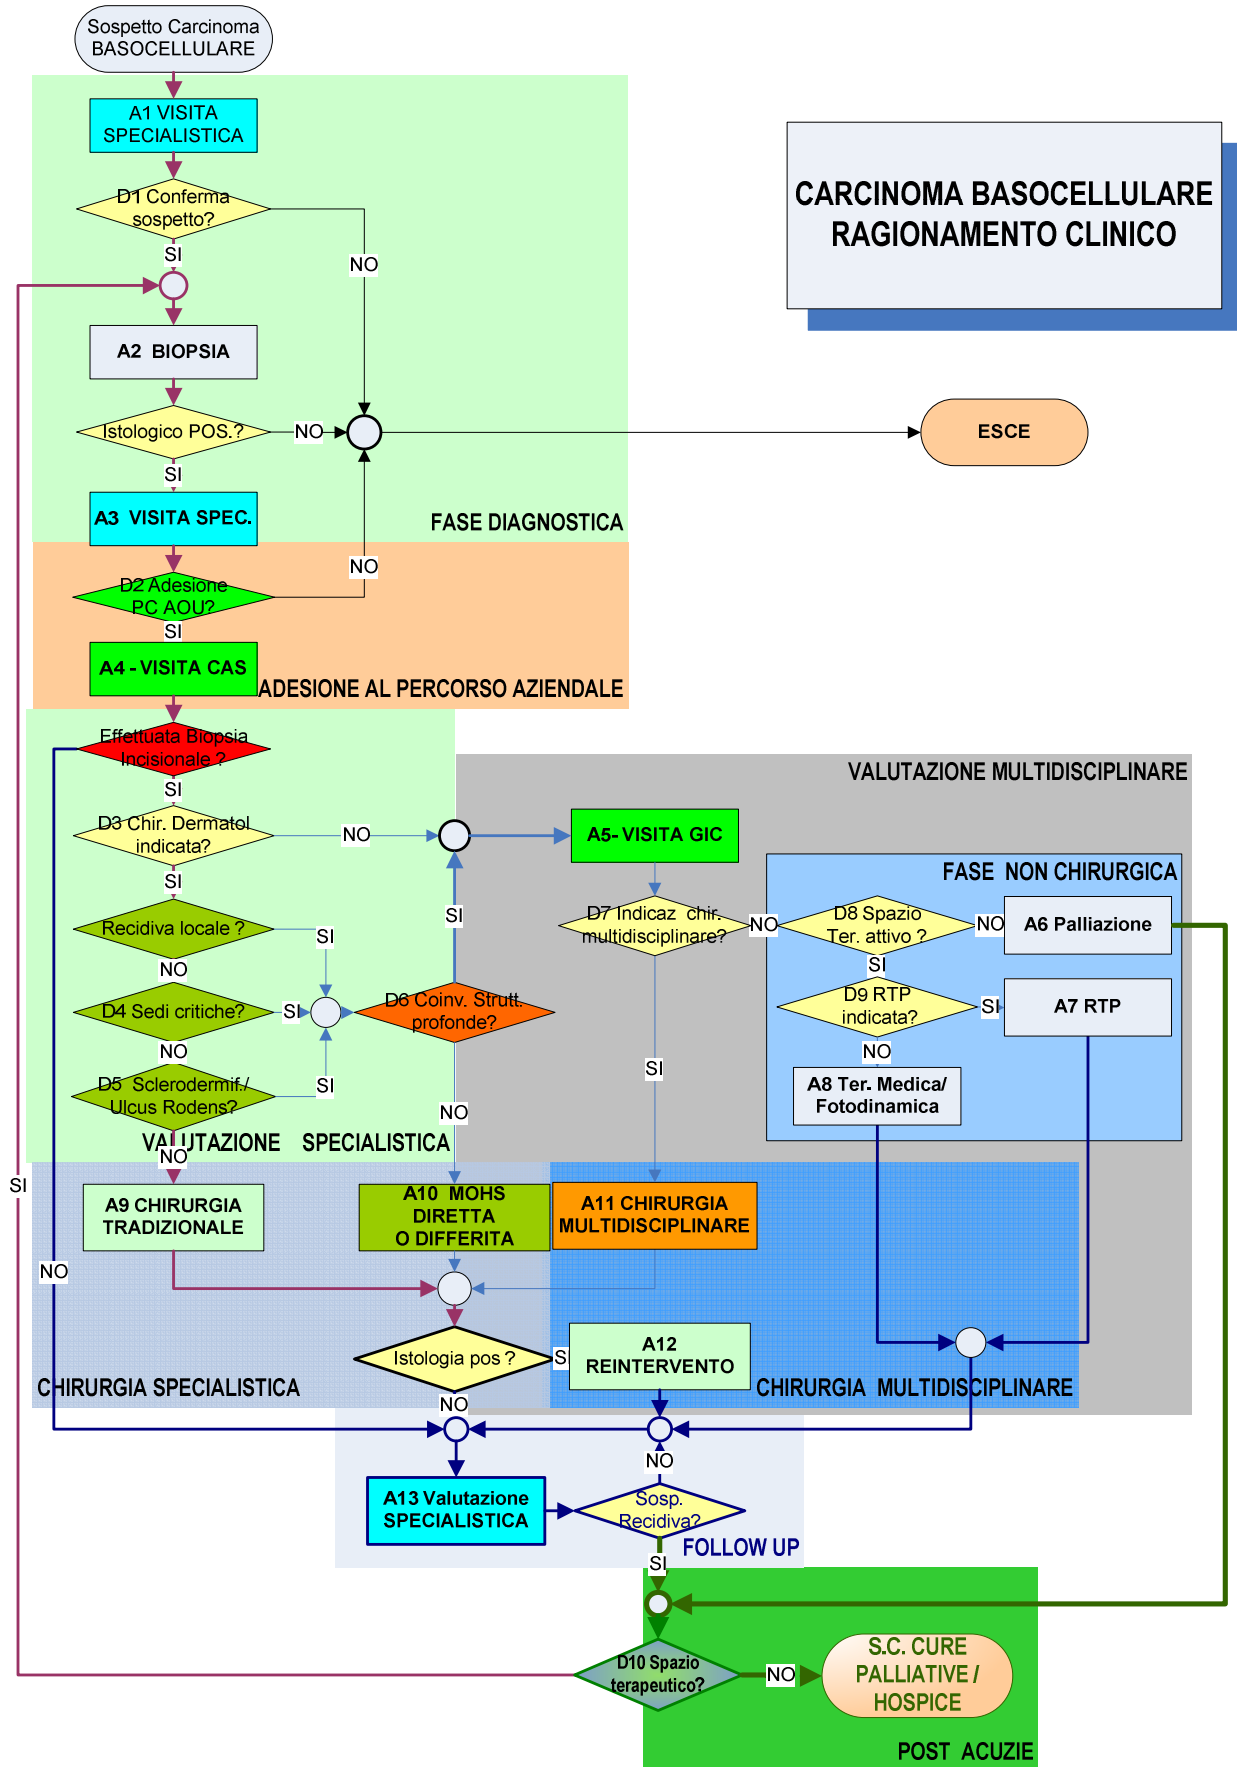 Sospetto Carcinoma
BASOCELLULARE
A1 VISITA
SPECIALISTICA
CARCINOMA BASOCELLULARE
RAGIONAMENTO CLINICO
D1 Conferma
sospetto?
SI
NO
A2 BIOPSIA
Istologico POS.?
NO
ESCE
SI
A3 VISITA SPEC.
FASE DIAGNOSTICA
NO
D2 Adesione
PC AOU?
SI
A4 - VISITA CAS
ADESIONE AL PERCORSO AZIENDALE
Effettuata Biopsia
Incisionale ?
VALUTAZIONE MULTIDISCIPLINARE
SI
D3 Chir. Dermatol
indicata?
NO
A5- VISITA GIC
FASE NON CHIRURGICA
SI
D7 Indicaz chir.
multidisciplinare?
NO
D8 Spazio
Ter. attivo ?
NO
A6 Palliazione
Recidiva locale ?
SI
SI
NO
SI
D4 Sedi critiche?
SI
D6 Coinv. Strutt.
profonde?
D9 RTP
indicata?
SI
A7 RTP
NO
NO
SI
D5 Sclerodermif./
Ulcus Rodens?
SI
A8 Ter. Medica/
Fotodinamica
NO
VALUTAZIONE SPECIALISTICA
NO
SI
A9 CHIRURGIA
TRADIZIONALE
A10 MOHS
DIRETTA
O DIFFERITA
A11 CHIRURGIA
MULTIDISCIPLINARE
NO
Istologia pos ?
SI
A12
REINTERVENTO
CHIRURGIA SPECIALISTICA
CHIRURGIA MULTIDISCIPLINARE
NO
NO
A13 Valutazione
SPECIALISTICA
Sosp.
Recidiva?
FOLLOW UP
SI
D10 Spazio
terapeutico?
NO
S.C. CURE
PALLIATIVE /
HOSPICE
POST ACUZIE